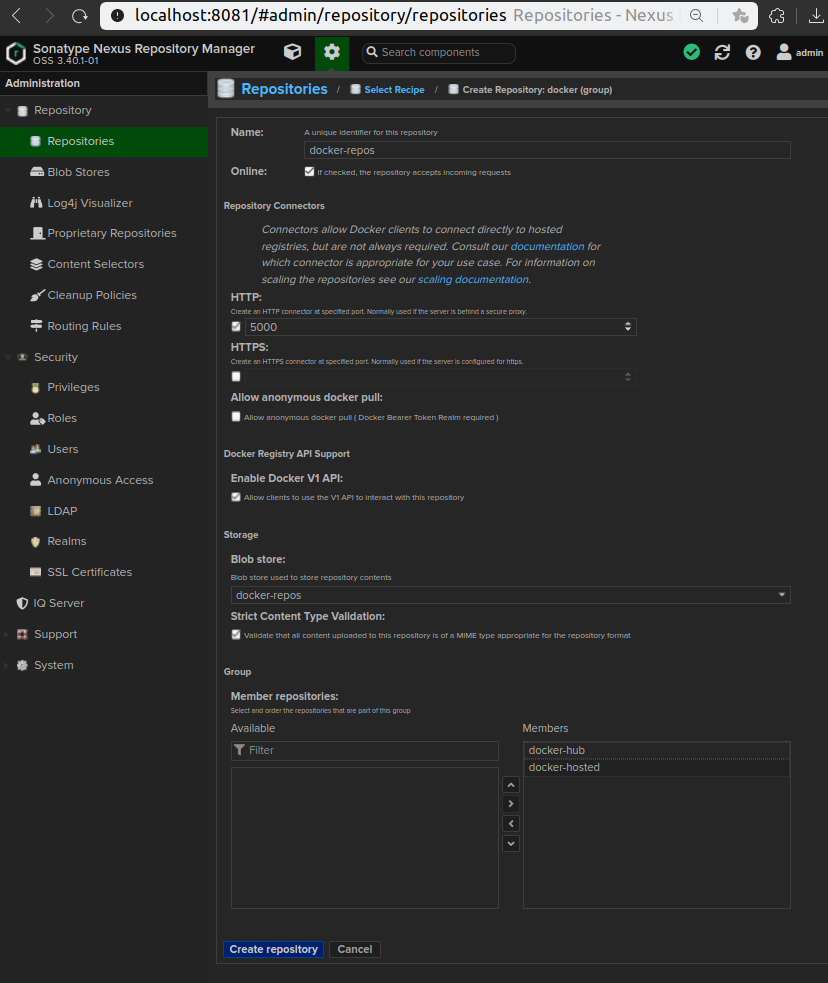 localhost:8081/#admin/repository/repositories Repositories - Nexus
Sonatype Nexus Repository Manager
OSS 3.40.1-01
Search components
admin
Administration
Repository
Repositories
Blob Stores
Log4j Visualizer
Proprietary Repositories
Content Selectors
Cleanup Policies
Routing Rules
Security
Privileges
Roles
Users
Anonymous Access
LDAP
Realms
SSL Certificates
IQ Server
Support
System
Repositories / Select Recipe / Create Repository: docker (group)
Name:
A unique identifier for this repository
docker-repos
Online:
If checked, the repository accepts incoming requests
Repository Connectors
Connectors allow Docker clients to connect directly to hosted
registries, but are not always required. Consult our documentation for
which connector is appropriate for your use case. For information on
scaling the repositories see our scaling documentation.
HTTP:
Create an HTTP connector at specified port. Normally used if the server is behind a secure proxy.
5000
HTTPS:
Create an HTTPS connector at specified port. Normally used if the server is configured for https.
Allow anonymous docker pull:
Allow anonymous docker pull ( Docker Bearer Token Realm required )
Docker Registry API Support
Enable Docker V1 API:
Allow clients to use the V1 API to interact with this repository
Storage
Blob store:
Blob store used to store repository contents
docker-repos
Strict Content Type Validation:
Validate that all content uploaded to this repository is of a MIME type appropriate for the repository format
Group
Member repositories:
Select and order the repositories that are part of this group
Available
Filter
Members
docker-hub
docker-hosted
Create repository
Cancel